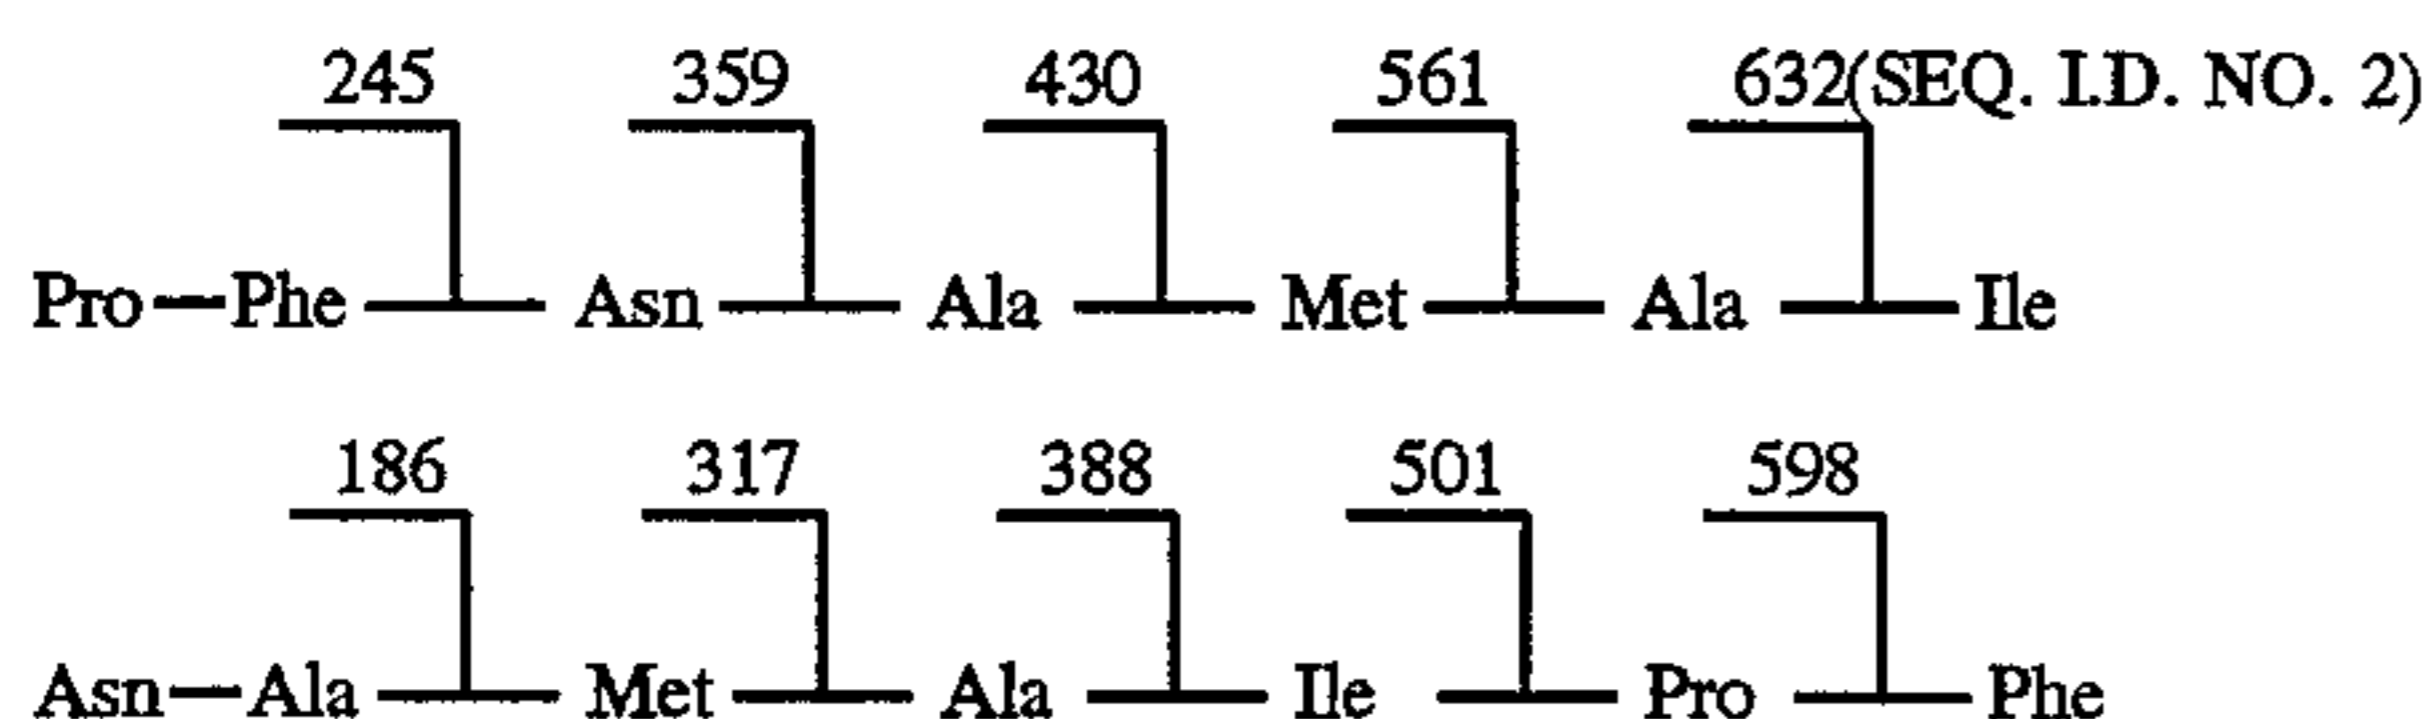 245 359 430 561 632(SEQ. I.D. NO. 2)
Pro—Phe — Asn — Ala — Met — Ala — Ile
186 317 388 501 598
Asn—Ala — Met — Ala — Ile — Pro — Phe